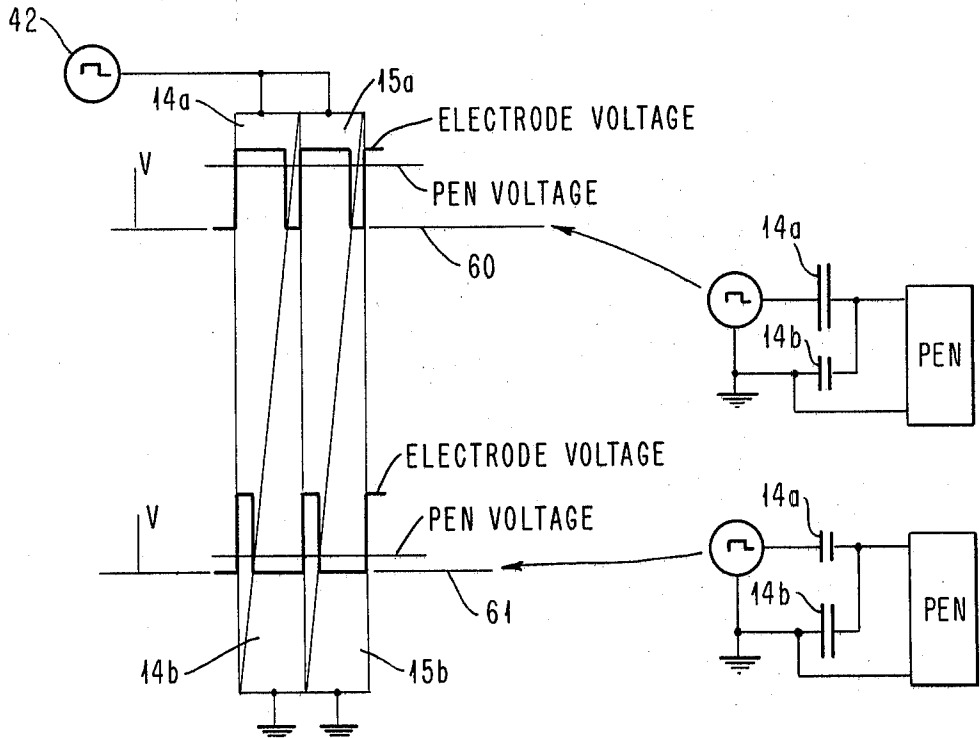 42
14a
15a
ELECTRODE VOLTAGE
V
PEN VOLTAGE
60
14a
14b
PEN
ELECTRODE VOLTAGE
V
PEN VOLTAGE
61
14a
14b
PEN
14b
15b